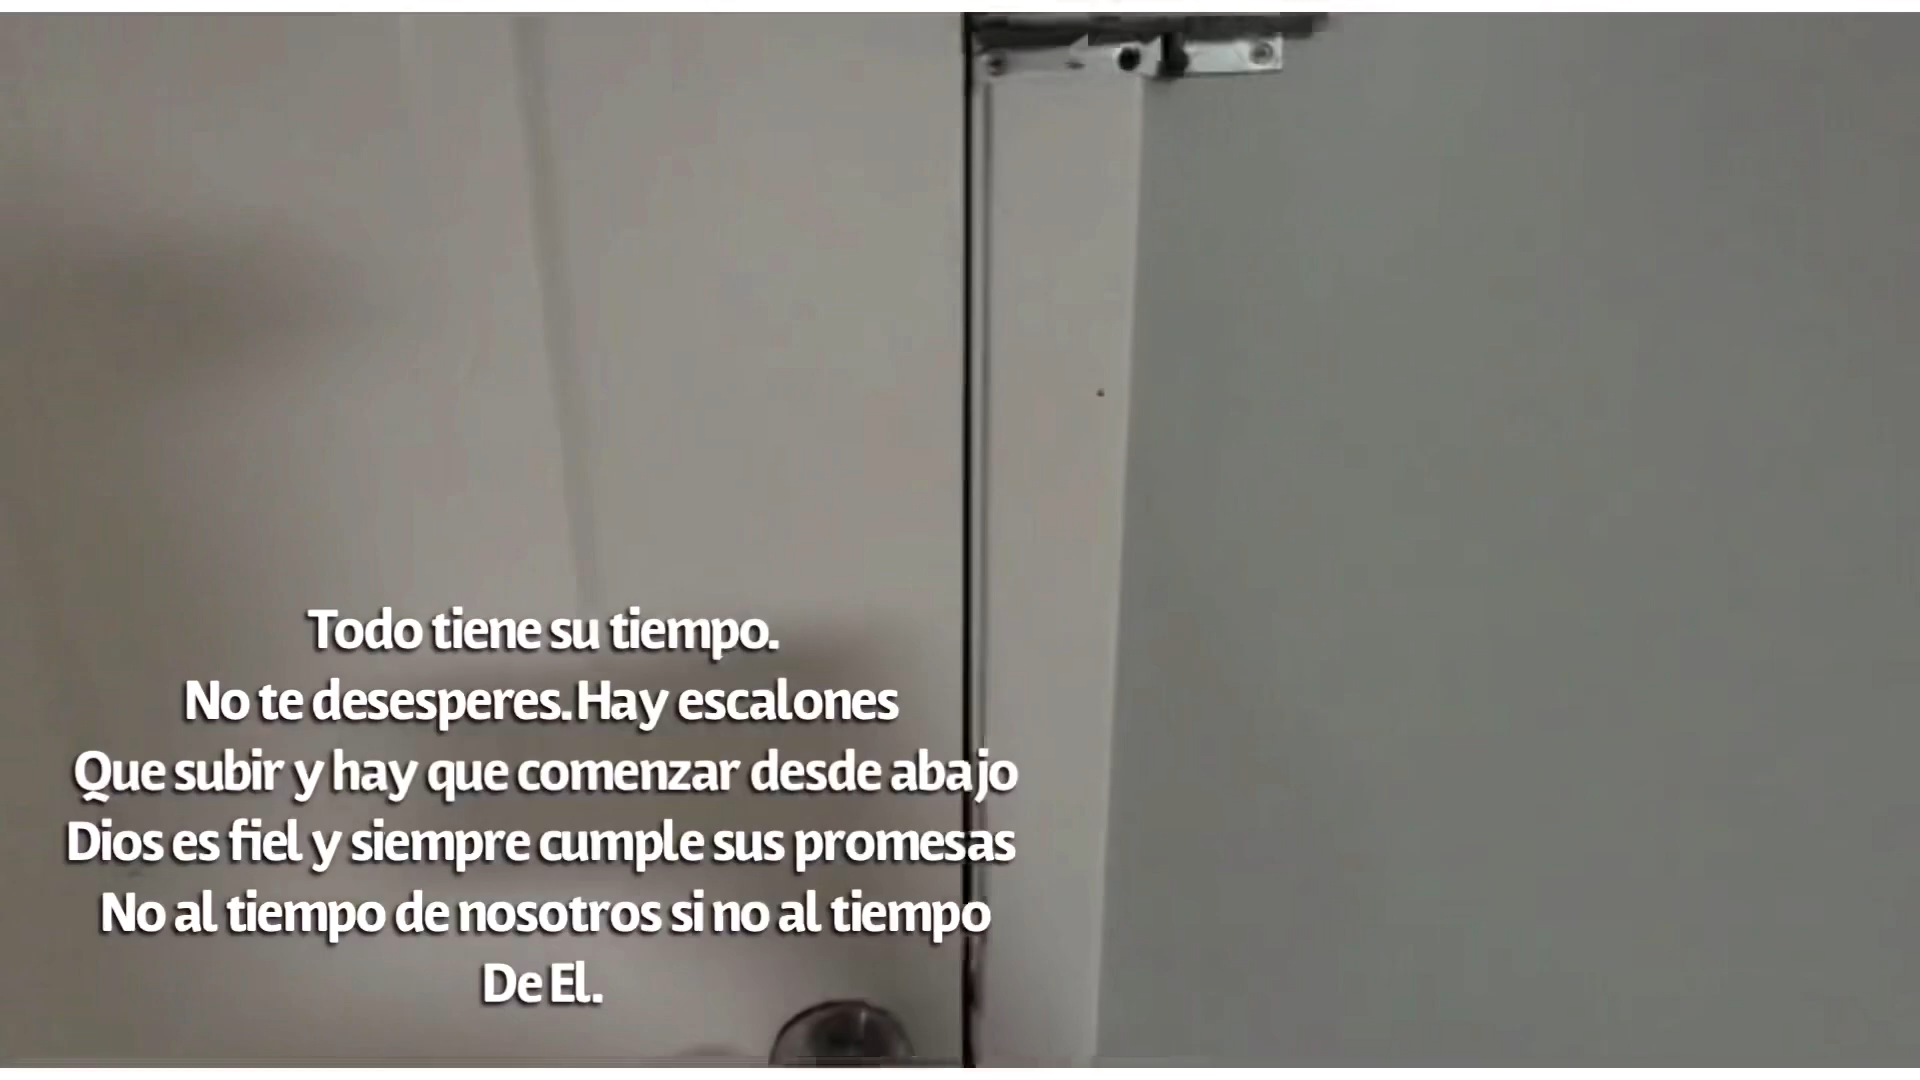 Todo tiene su tiempo.
No te desesperes.Hay escalones
Que subir y hay que comenzar desde abajo
Dios es fiel y siempre cumple sus promesas
No al tiempo de nosotros si no al tiempo
De El.